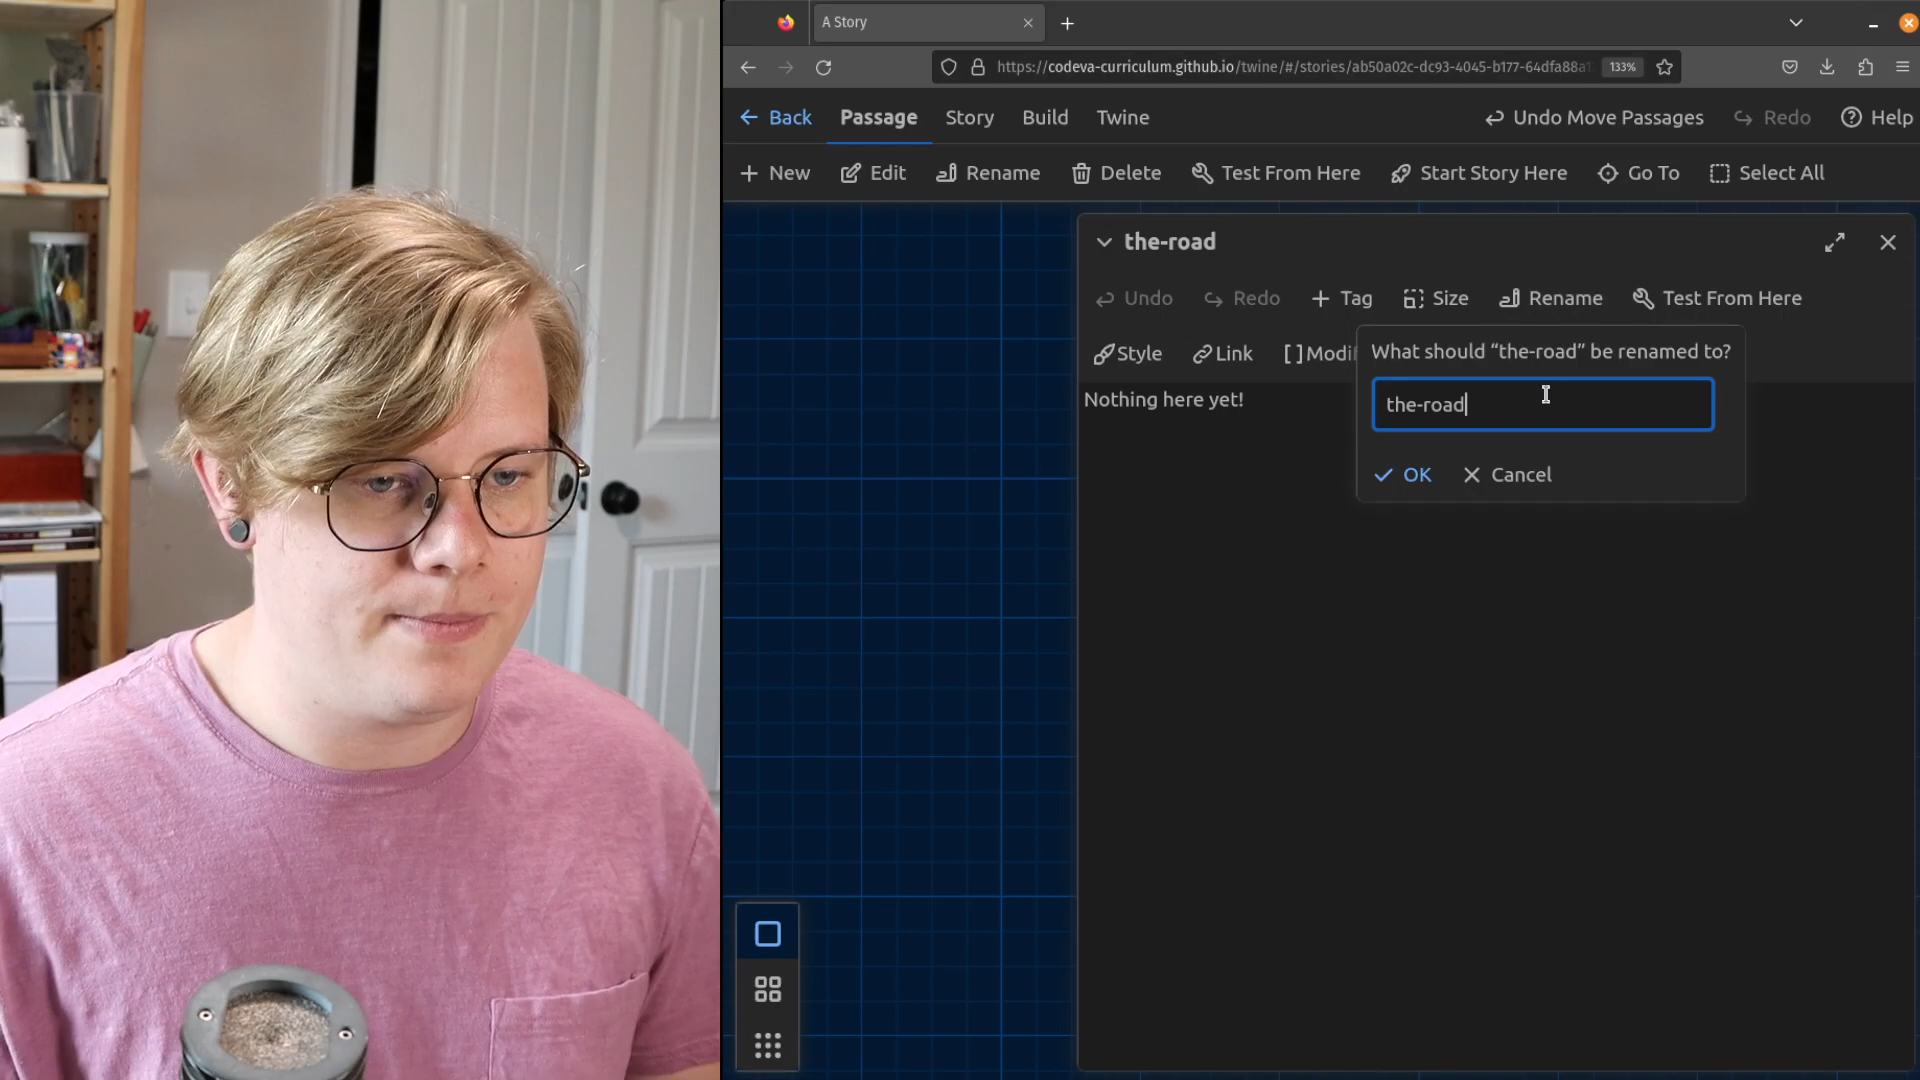 A Story
https://codeva-curriculum.github.io/twine/#/stories/ab50a02c-dc93-4045-b177-64dfa88a1
133%
Back Passage Story Build Twine Undo Move Passages Redo Help
New Edit Rename Delete Test From Here Start Story Here Go To Select All
the-road
Undo Redo Tag Size Rename Test From Here
Style Link [ ] Modi
What should “the-road” be renamed to?
Nothing here yet!
the-road
OK Cancel